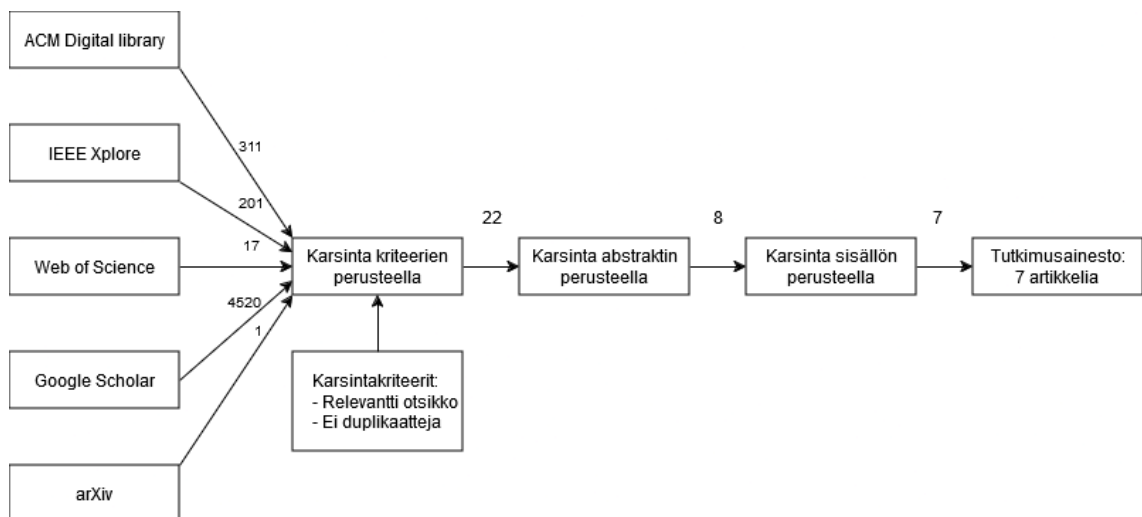 ACM Digital library
IEEE Xplore
Web of Science
Google Scholar
arXiv
311
201
17
4520
1
Karsinta kriteerien
perusteella
Karsintakriteerit:
- Relevantti otsikko
- Ei duplikaatteja
22
Karsinta abstraktin
perusteella
8
Karsinta sisällön
perusteella
7
Tutkimusainesto:
7 artikkelia